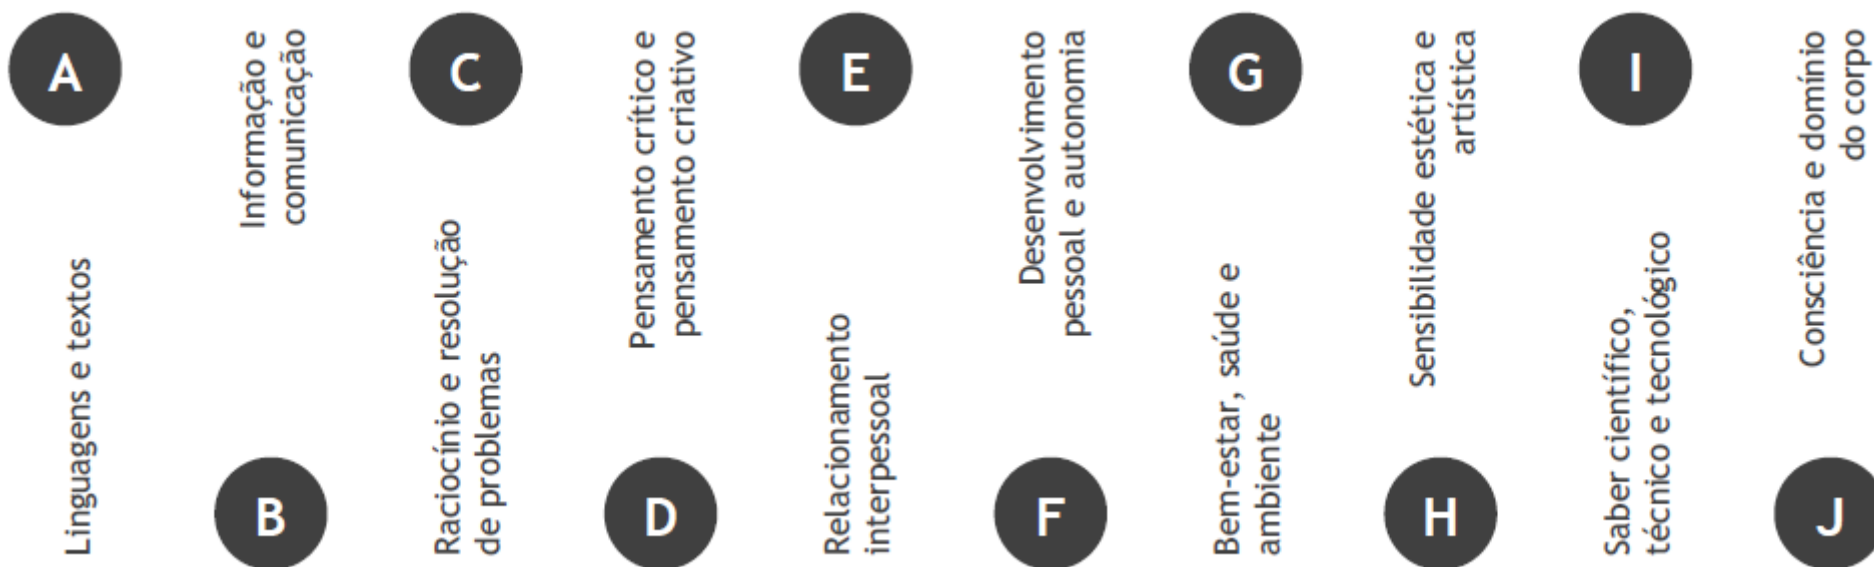 A
Linguagens e textos
B
Informação e
comunicação
C
Raciocínio e resolução
de problemas
D
Pensamento crítico e
pensamento criativo
E
Relacionamento
interpessoal
F
Desenvolvimento
pessoal e autonomia
G
Bem-estar, saúde e
ambiente
H
Sensibilidade estética e
artística
I
Saber científico,
técnico e tecnológico
J
Consciência e domínio
do corpo